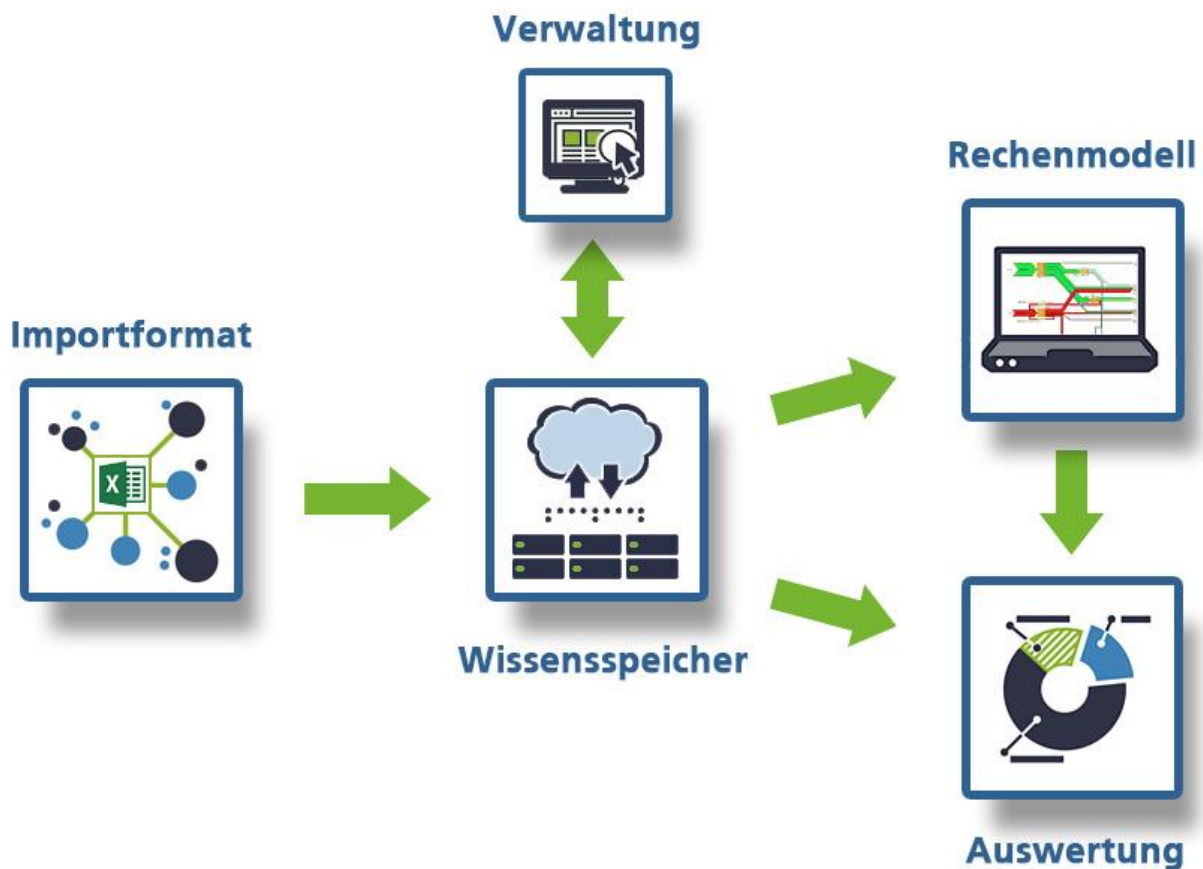 Verwaltung
Rechenmodell
Importformat
X
Wissensspeicher
Auswertung